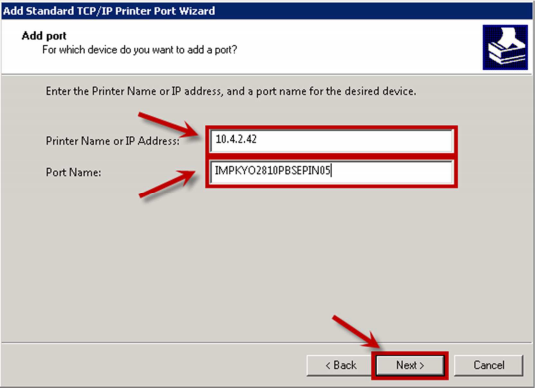 Add Standard TCP/IP Printer Port Wizard
Add port
For which device do you want to add a port?
Enter the Printer Name or IP address, and a port name for the desired device.
Printer Name or IP Address: 10.4.2.42
Port Name: IMPKYO2810PBSEPIN05
< Back Next > Cancel